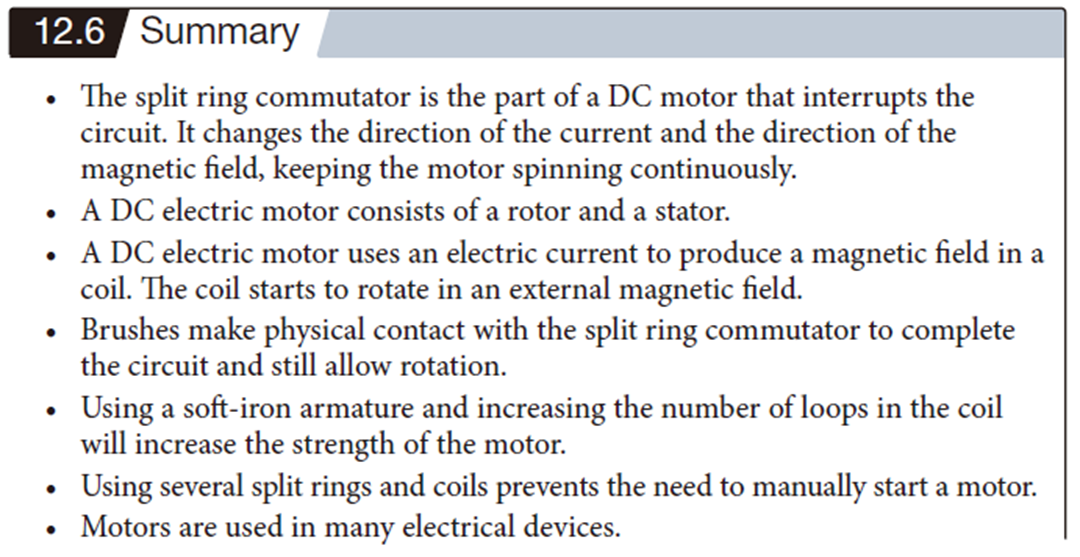 12.6 Summary
• The split ring commutator is the part of a DC motor that interrupts the
circuit. It changes the direction of the current and the direction of the
magnetic field, keeping the motor spinning continuously.
• A DC electric motor consists of a rotor and a stator.
• A DC electric motor uses an electric current to produce a magnetic field in a
coil. The coil starts to rotate in an external magnetic field.
• Brushes make physical contact with the split ring commutator to complete
the circuit and still allow rotation.
• Using a soft-iron armature and increasing the number of loops in the coil
will increase the strength of the motor.
• Using several split rings and coils prevents the need to manually start a motor.
• Motors are used in many electrical devices.